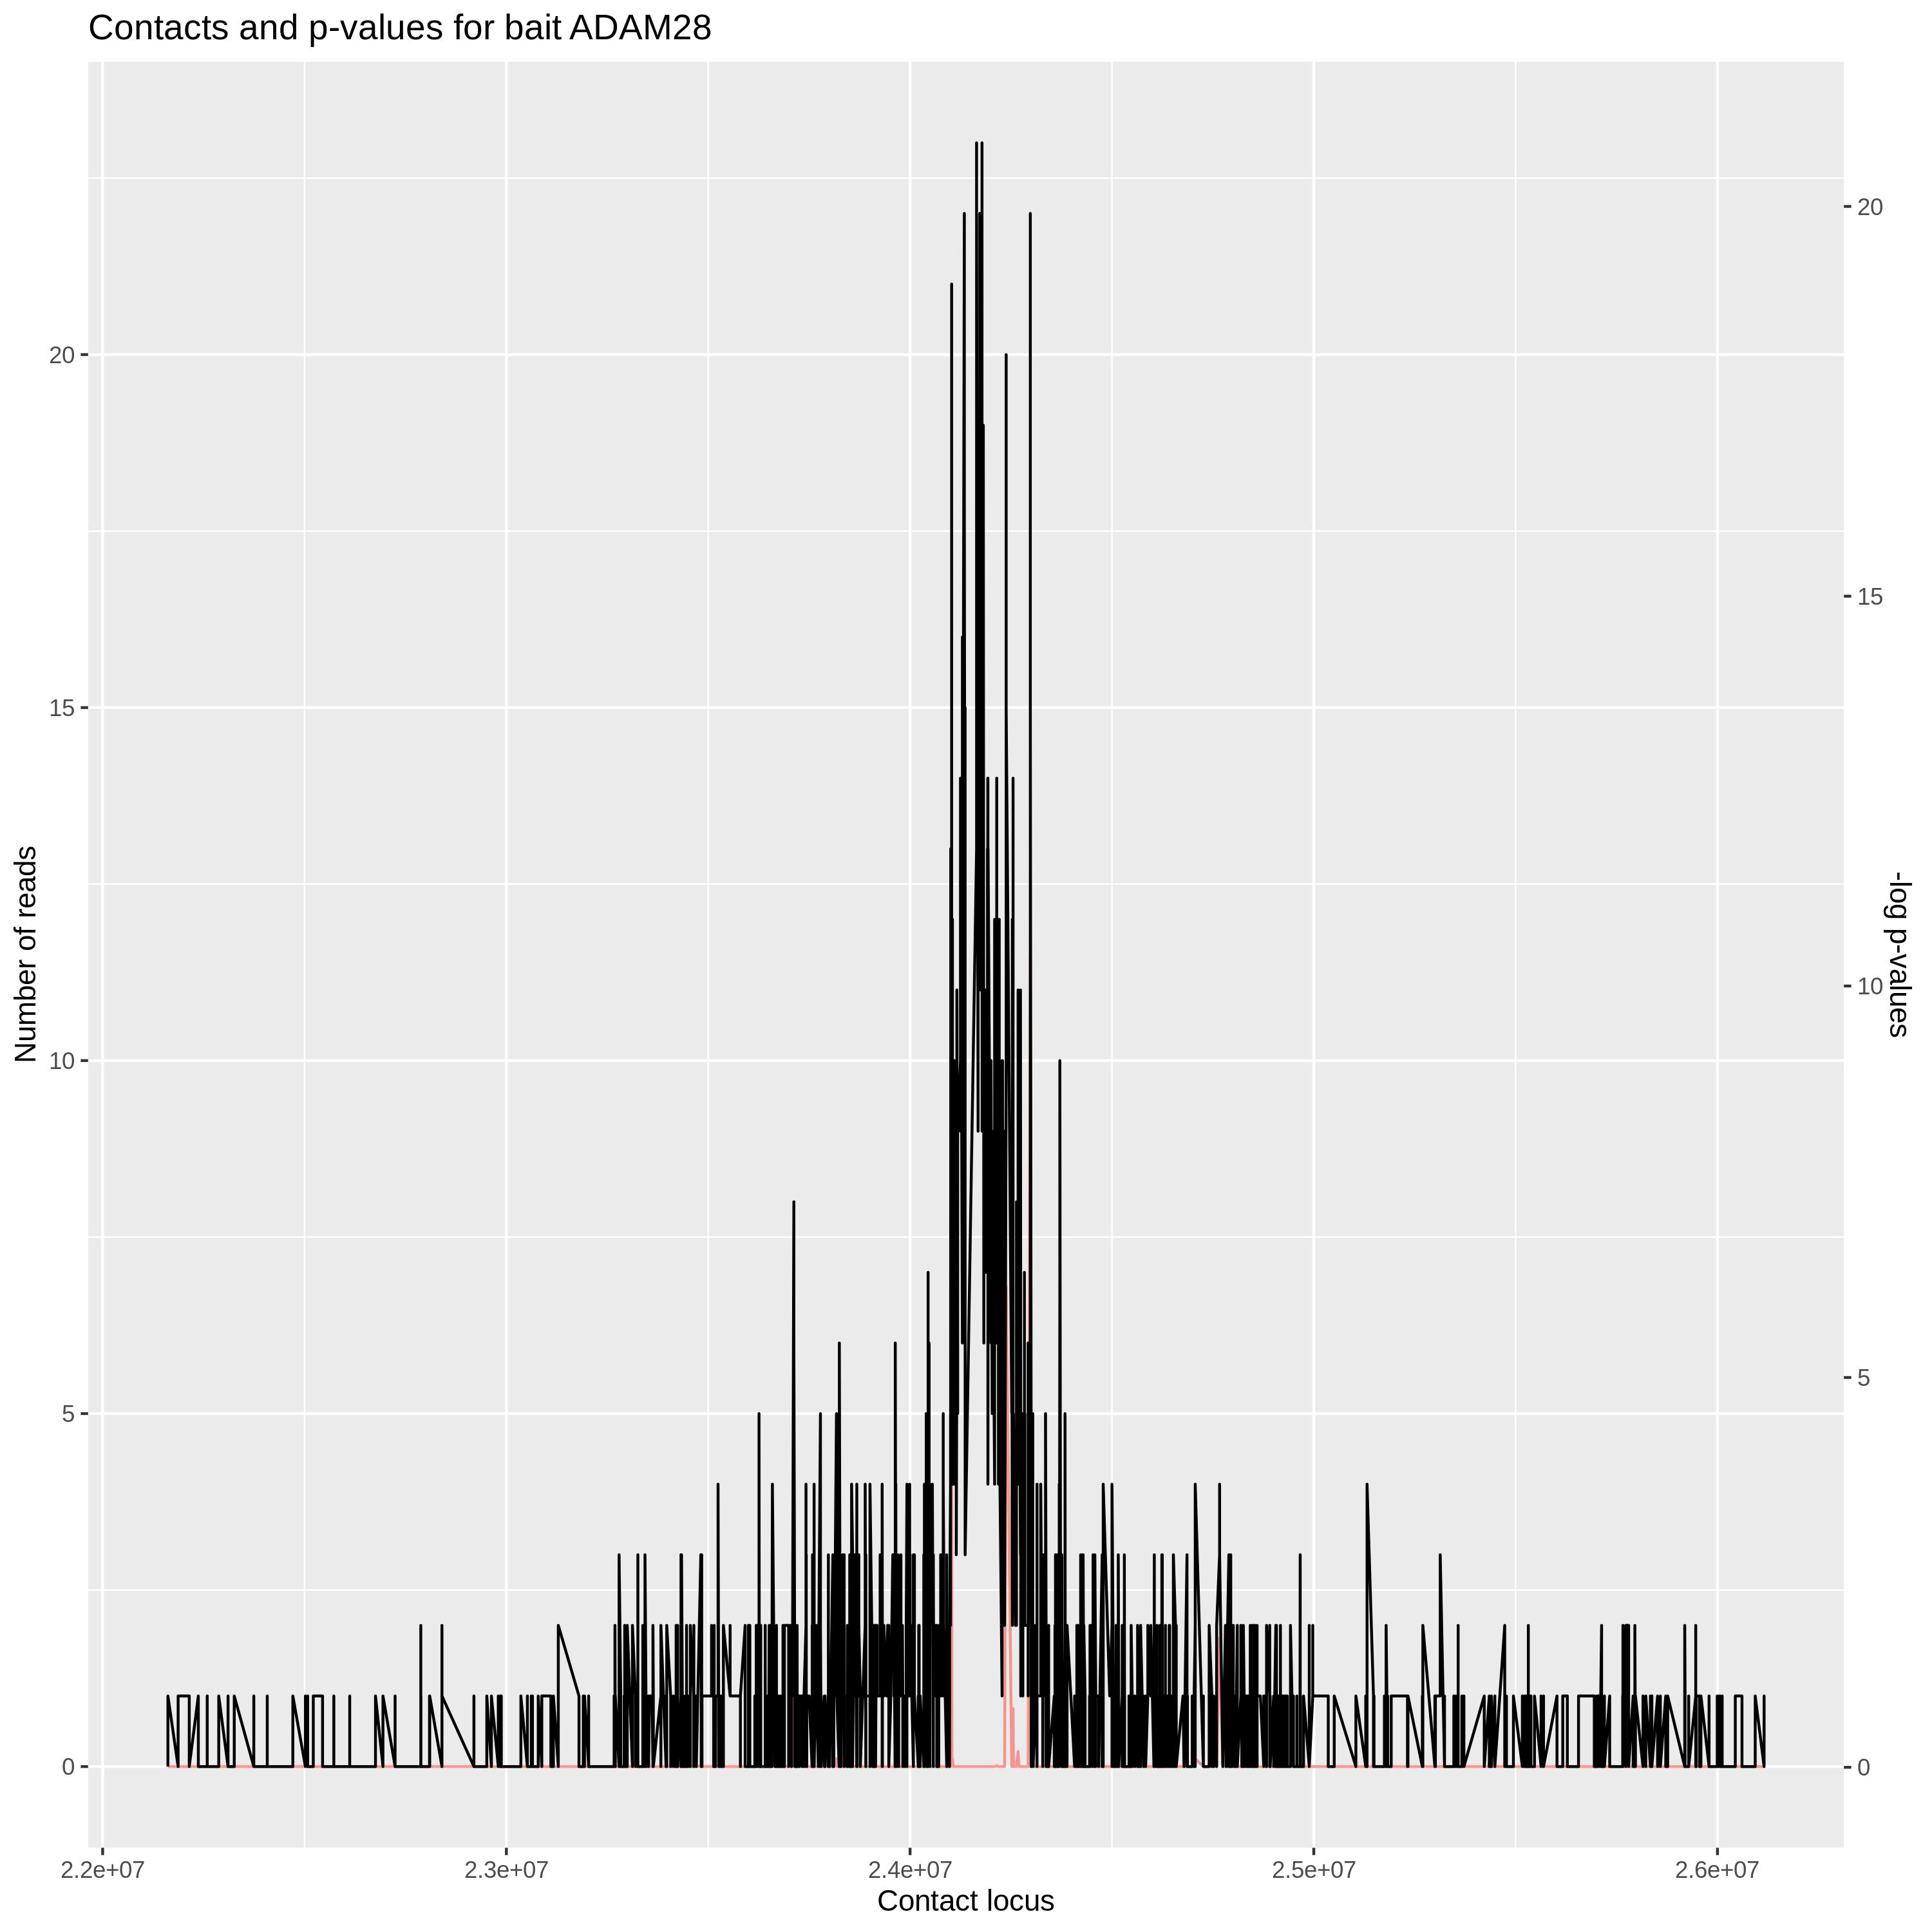 Contacts and p-values for bait ADAM28
Number of reads
20
15
10
5
0
20
15
10
5
0
-log p-values
2.2e+07
2.3e+07
2.4e+07
2.5e+07
2.6e+07
Contact locus